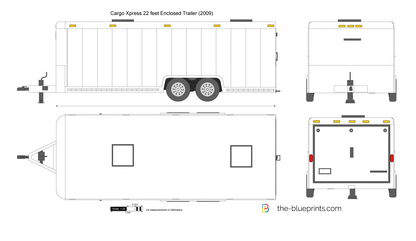 Cargo Xpress 22 feet Enclosed Trailer (2009)
the-blueprints.com